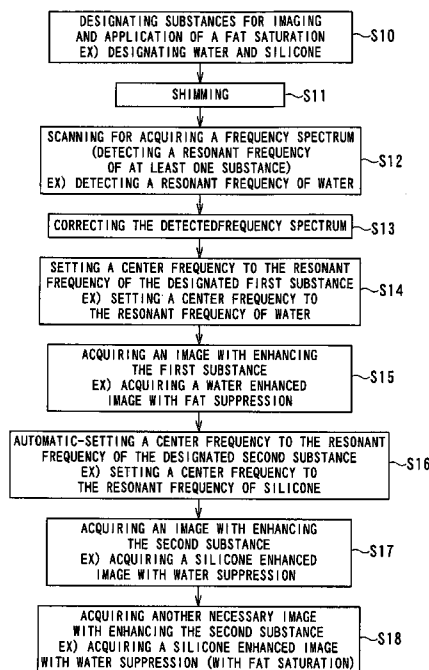 DESIGNATING SUBSTANCES FOR IMAGING
AND APPLICATION OF A FAT SATURATION
EX) DESIGNATING WATER AND SILICONE
S10
SHIMMING
S11
SCANNING FOR ACQUIRING A FREQUENCY SPECTRUM
(DETECTING A RESONANT FREQUENCY
OF AT LEAST ONE SUBSTANCE)
EX) DETECTING A RESONANT FREQUENCY OF WATER
S12
CORRECTING THE DETECTEDFREQUENCY SPECTRUM
S13
SETTING A CENTER FREQUENCY TO THE RESONANT
FREQUENCY OF THE DESIGNATED FIRST SUBSTANCE
EX) SETTING A CENTER FREQUENCY TO
THE RESONANT FREQUENCY OF WATER
S14
ACQUIRING AN IMAGE WITH ENHANCING
THE FIRST SUBSTANCE
EX) ACQUIRING A WATER ENHANCED
IMAGE WITH FAT SUPPRESSION
S15
AUTOMATIC-SETTING A CENTER FREQUENCY TO THE RESONANT
FREQUENCY OF THE DESIGNATED SECOND SUBSTANCE
EX) SETTING A CENTER FREQUENCY TO
THE RESONANT FREQUENCY OF SILICONE
S16
ACQUIRING AN IMAGE WITH ENHANCING
THE SECOND SUBSTANCE
EX) ACQUIRING A SILICONE ENHANCED
IMAGE WITH WATER SUPPRESSION
S17
ACQUIRING ANOTHER NECESSARY IMAGE
WITH ENHANCING THE SECOND SUBSTANCE
EX) ACQUIRING A SILICONE ENHANCED IMAGE
WITH WATER SUPPRESSION (WITH FAT SATURATION)
S18